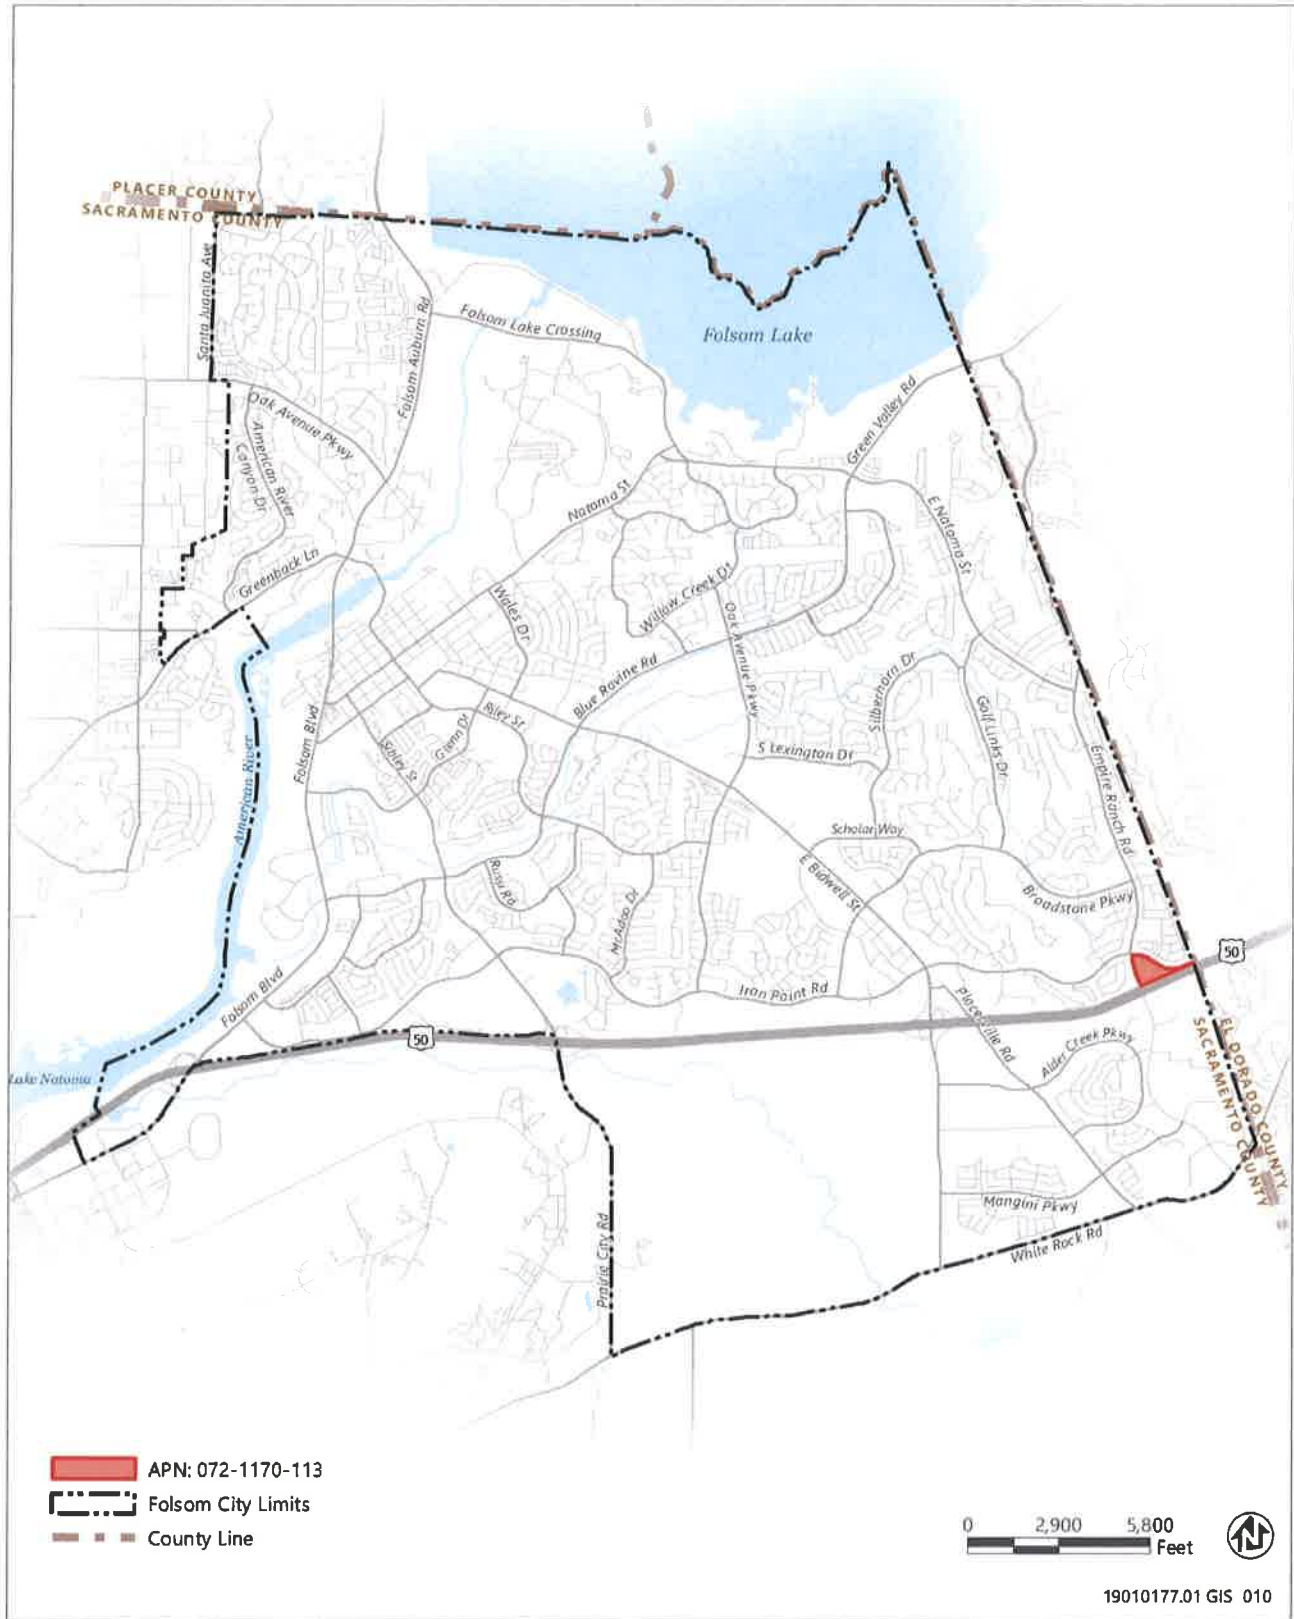 PLACER COUNTY
SACRAMENTO COUNTY
Santa Juanita Ave
Folsom Auburn Rd
Folsom Lake Crossing
Folsom Lake
Oak Avenue Pkwy
American River
Canyon Dr
Green Valley Rd
Natoma St
E Natoma St
Greenback Ln
Wales Dr
Willow Creek Dr
Oak Avenue Pkwy
Blue Ravine Rd
Silberhorn Dr
Golf Links Dr
Riley St
Glenn Dr
Sibley St
Folsom Blvd
American River
S Lexington Dr
Empire Ranch Rd
Scholar Way
E Bidwell St
Broadstone Pkwy
Russi Rd
McAdoo Dr
50
Iron Point Rd
Folsom Blvd
Placerville Rd
50
Alder Creek Pkwy
Lake Natoma
EL DORADO COUNTY
SACRAMENTO COUNTY
Mangini Pkwy
White Rock Rd
Prairie City Rd
APN: 072-1170-113
Folsom City Limits
County Line
0 2,900 5,800
Feet
N
19010177.01 GIS 010